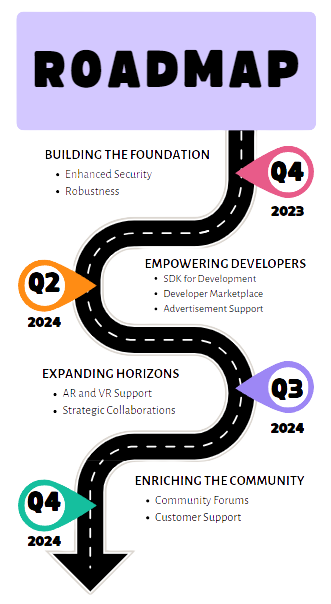 ROADMAP
BUILDING THE FOUNDATION
• Enhanced Security
• Robustness
Q4
2023
EMPOWERING DEVELOPERS
• SDK for Development
• Developer Marketplace
• Advertisement Support
Q2
2024
EXPANDING HORIZONS
• AR and VR Support
• Strategic Collaborations
Q3
2024
ENRICHING THE COMMUNITY
• Community Forums
• Customer Support
Q4
2024